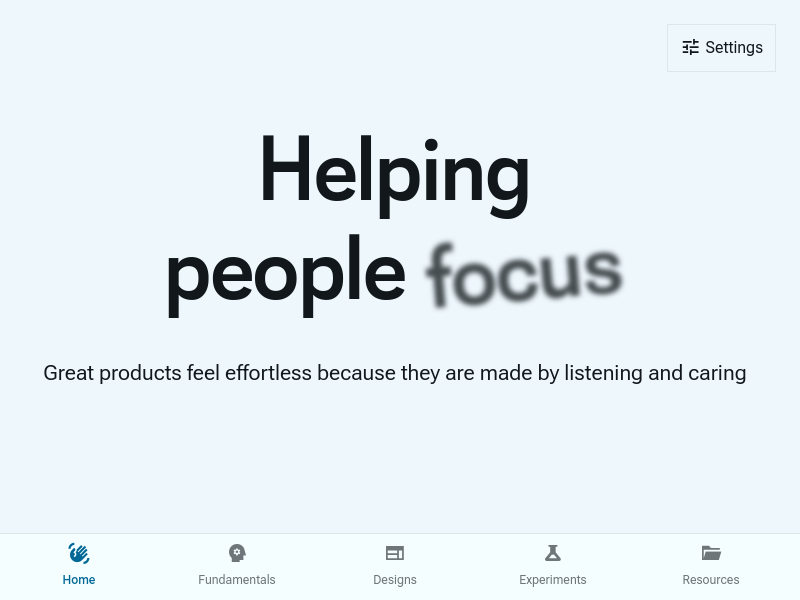 Settings
Helping
people focus
Great products feel effortless because they are made by listening and caring
Home
Fundamentals
Designs
Experiments
Resources